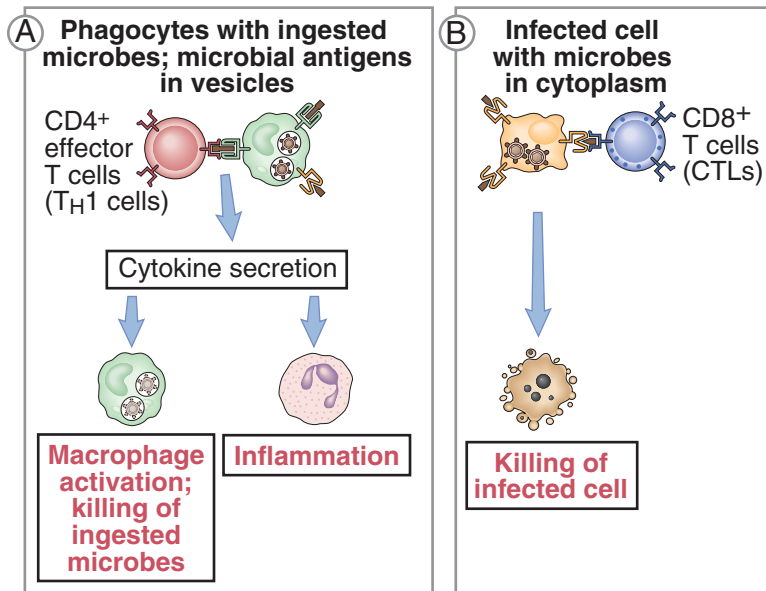 A
Phagocytes with ingested
microbes; microbial antigens
in vesicles
CD4+
effector
T cells
(TH1 cells)
Cytokine secretion
Macrophage
activation;
killing of
ingested
microbes
Inflammation
B
Infected cell
with microbes
in cytoplasm
CD8+
T cells
(CTLs)
Killing of
infected cell